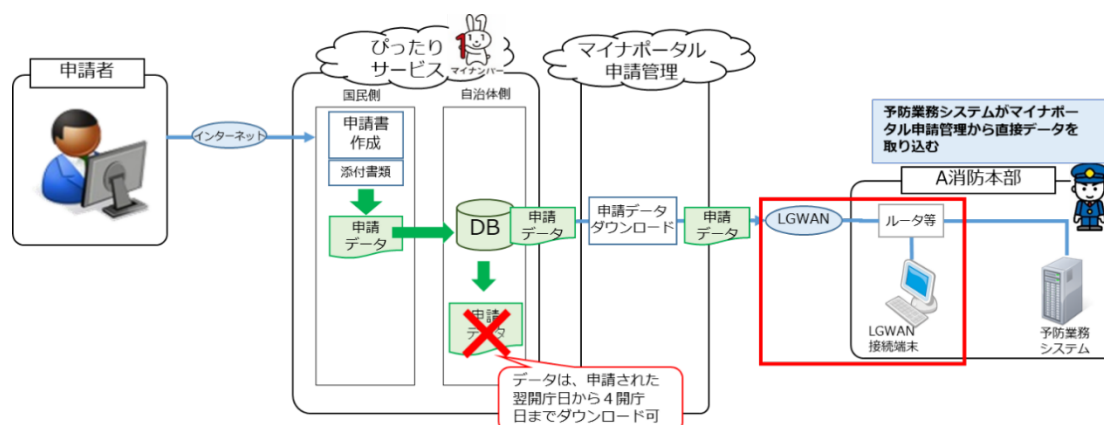 申請者
インターネット
ぴったり
サービス
1
マイナンバー
国民側
自治体側
申請書
作成
添付書類
申請
データ
DB
申請
データ
申請
データ
データは、申請された
翌開庁日から４開庁
日までダウンロード可
マイナポータル
申請管理
申請データ
ダウンロード
申請
データ
LGWAN
予防業務システムがマイナポー
タル申請管理から直接データを
取り込む
A消防本部
ルータ等
LGWAN
接続端末
予防業務
システム